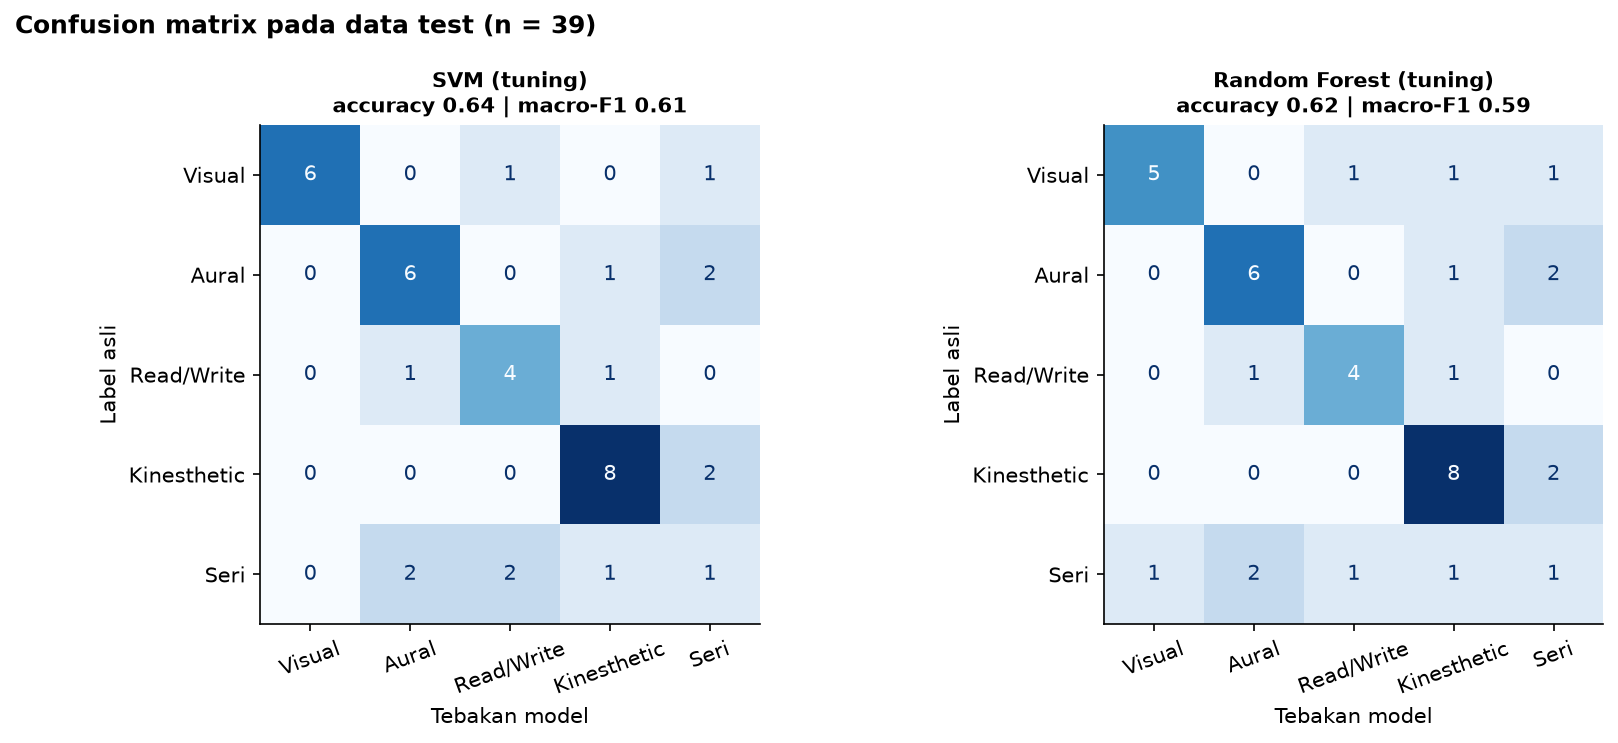 Confusion matrix pada data test (n = 39)
SVM (tuning)
accuracy 0.64 | macro-F1 0.61
Label asli
Visual 6 0 1 0 1
Aural 0 6 0 1 2
Read/Write 0 1 4 1 0
Kinesthetic 0 0 0 8 2
Seri 0 2 2 1 1
Visual Aural Read/Write Kinesthetic Seri
Tebakan model
Random Forest (tuning)
accuracy 0.62 | macro-F1 0.59
Label asli
Visual 5 0 1 1 1
Aural 0 6 0 1 2
Read/Write 0 1 4 1 0
Kinesthetic 0 0 0 8 2
Seri 1 2 1 1 1
Visual Aural Read/Write Kinesthetic Seri
Tebakan model